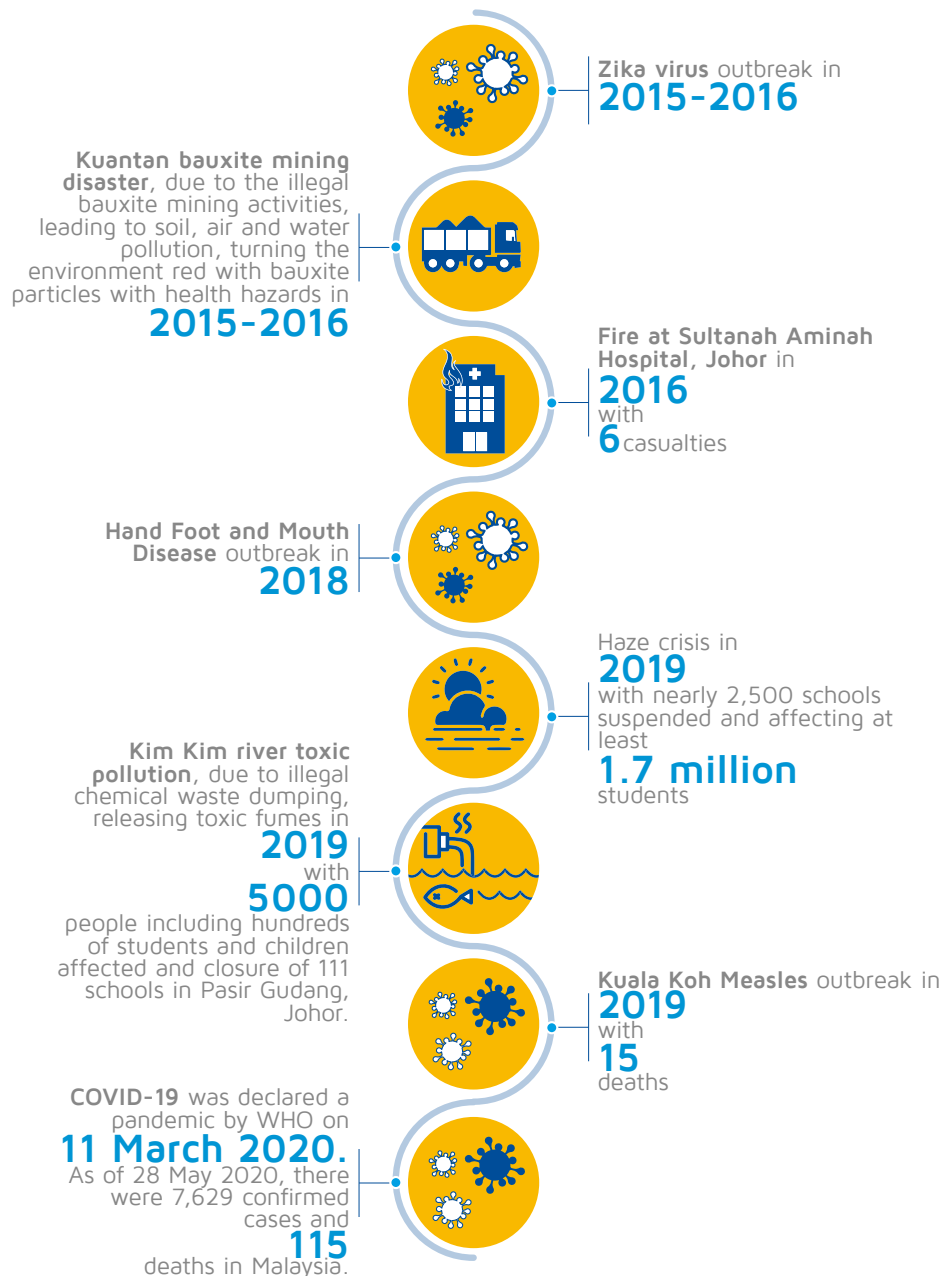 Zika virus outbreak in
2015-2016
Kuantan bauxite mining
disaster, due to the illegal
bauxite mining activities,
leading to soil, air and water
pollution, turning the
environment red with bauxite
particles with health hazards in
2015-2016
Fire at Sultanah Aminah
Hospital, Johor in
2016
with
6 casualties
Hand Foot and Mouth
Disease outbreak in
2018
Haze crisis in
2019
with nearly 2,500 schools
suspended and affecting at
least
1.7 million
students
Kim Kim river toxic
pollution, due to illegal
chemical waste dumping,
releasing toxic fumes in
2019
with
5000
people including hundreds
of students and children
affected and closure of 111
schools in Pasir Gudang,
Johor.
Kuala Koh Measles outbreak in
2019
with
15
deaths
COVID-19 was declared a
pandemic by WHO on
11 March 2020.
As of 28 May 2020, there
were 7,629 confirmed
cases and
115
deaths in Malaysia.